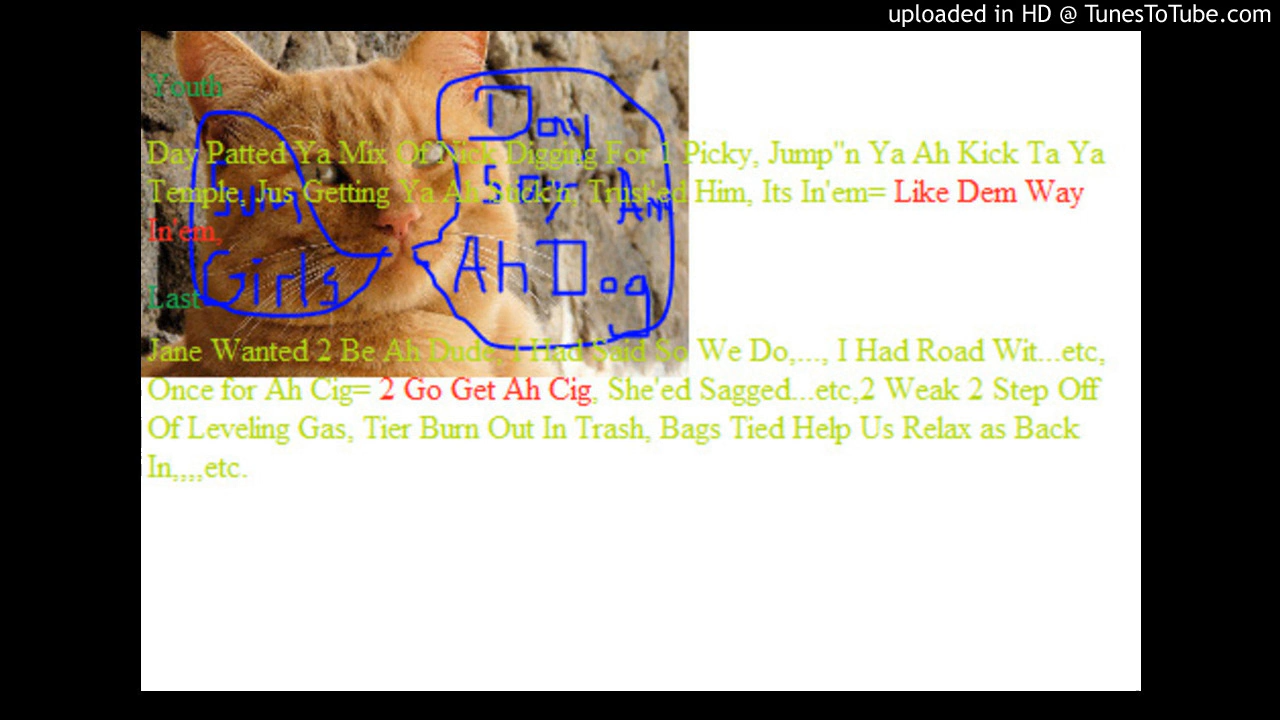 uploaded in HD @ TunesToTube.com
Youth
Day Patted Ya Mix Of Nick Digging For 1 Picky, Jump"n Ya Ah Kick Ta Ya
Temple, Jus Getting Ya Ah Stick'n, Trust'ed Him, Its In'em= Like Dem Way
In'em,
Last
Jane Wanted 2 Be Ah Dude, I Had Said So We Do,..., I Had Road Wit...etc,
Once for Ah Cig= 2 Go Get Ah Cig, She'ed Sagged...etc,2 Weak 2 Step Off
Of Leveling Gas, Tier Burn Out In Trash, Bags Tied Help Us Relax as Back
In,,,,etc.
Girls
Say Am
Ah Dog